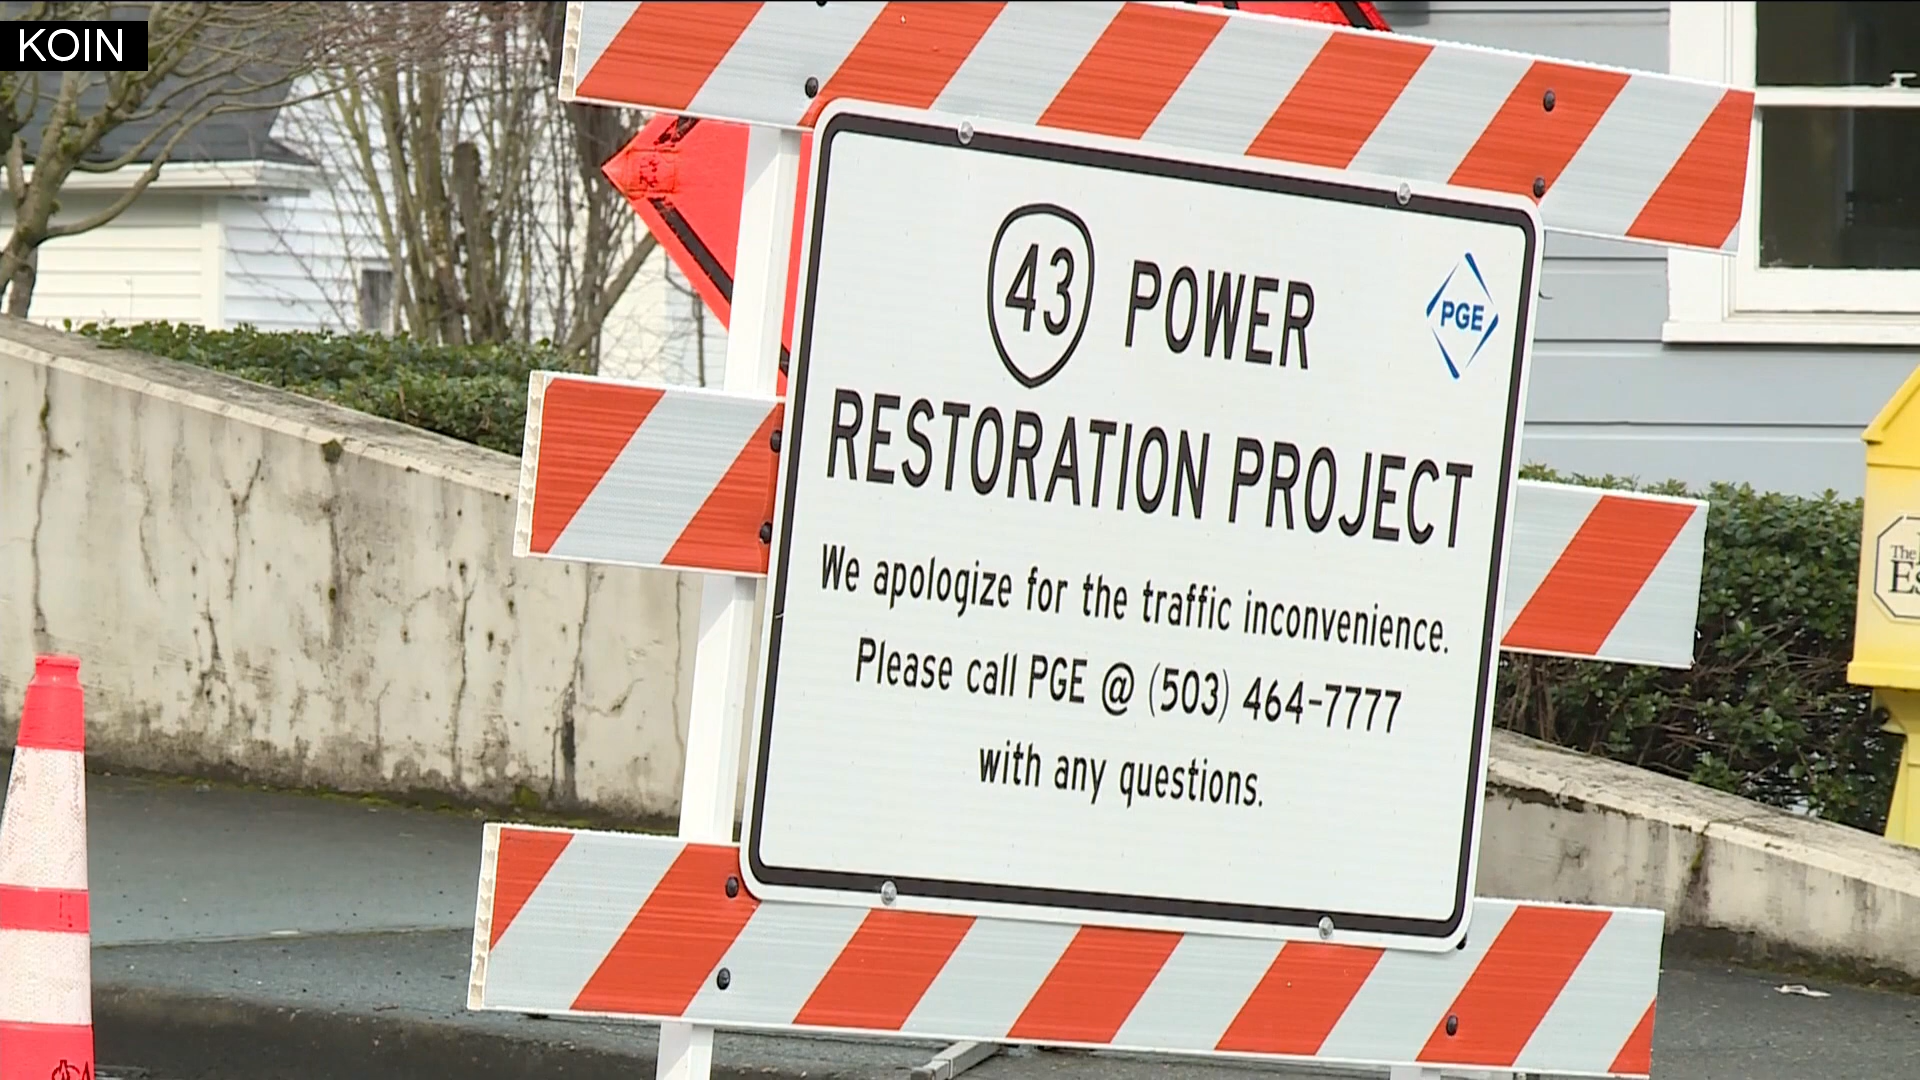 KOIN
43 POWER
PGE
RESTORATION PROJECT
We apologize for the traffic inconvenience.
Please call PGE @ (503) 464-7777
with any questions.
The